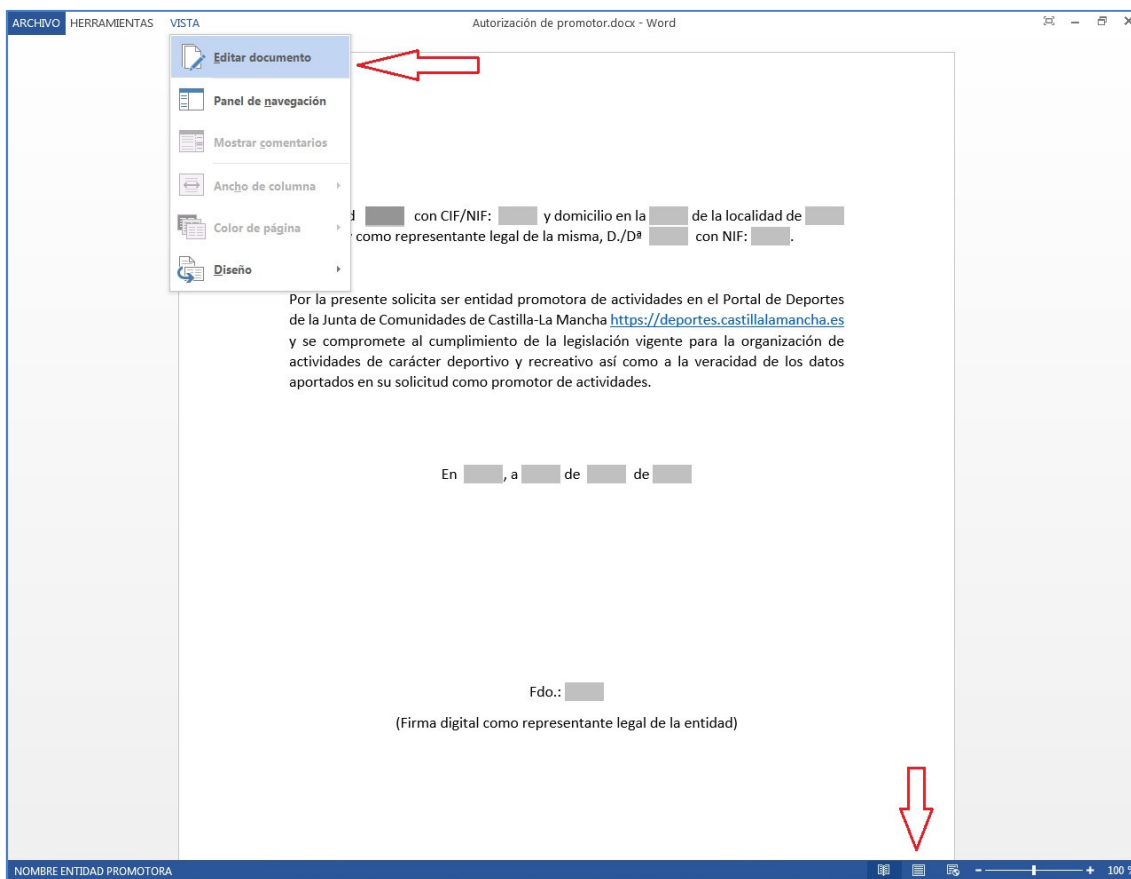 ARCHIVO HERRAMIENTAS VISTA Autorización de promotor.docx - Word
Editar documento
Panel de navegación
Mostrar comentarios
Ancho de columna
Color de página
Diseño
con CIF/NIF: y domicilio en la de la localidad de
como representante legal de la misma, D./Dª con NIF: .
Por la presente solicita ser entidad promotora de actividades en el Portal de Deportes
de la Junta de Comunidades de Castilla-La Mancha https://deportes.castillalamancha.es
y se compromete al cumplimiento de la legislación vigente para la organización de
actividades de carácter deportivo y recreativo así como a la veracidad de los datos
aportados en su solicitud como promotor de actividades.
En , a de de
Fdo.:
(Firma digital como representante legal de la entidad)
NOMBRE ENTIDAD PROMOTORA 100 %